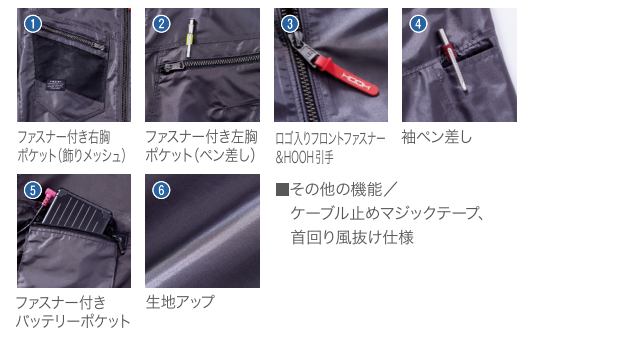 1
ファスナー付き右胸
ポケット(飾りメッシュ)
2
ファスナー付き左胸
ポケット(ペン差し)
3
HOOH
ロゴ入りフロントファスナー
&HOOH引手
4
袖ペン差し
5
ファスナー付き
バッテリーポケット
6
生地アップ
■その他の機能／
ケーブル止めマジックテープ、
首回り風抜け仕様